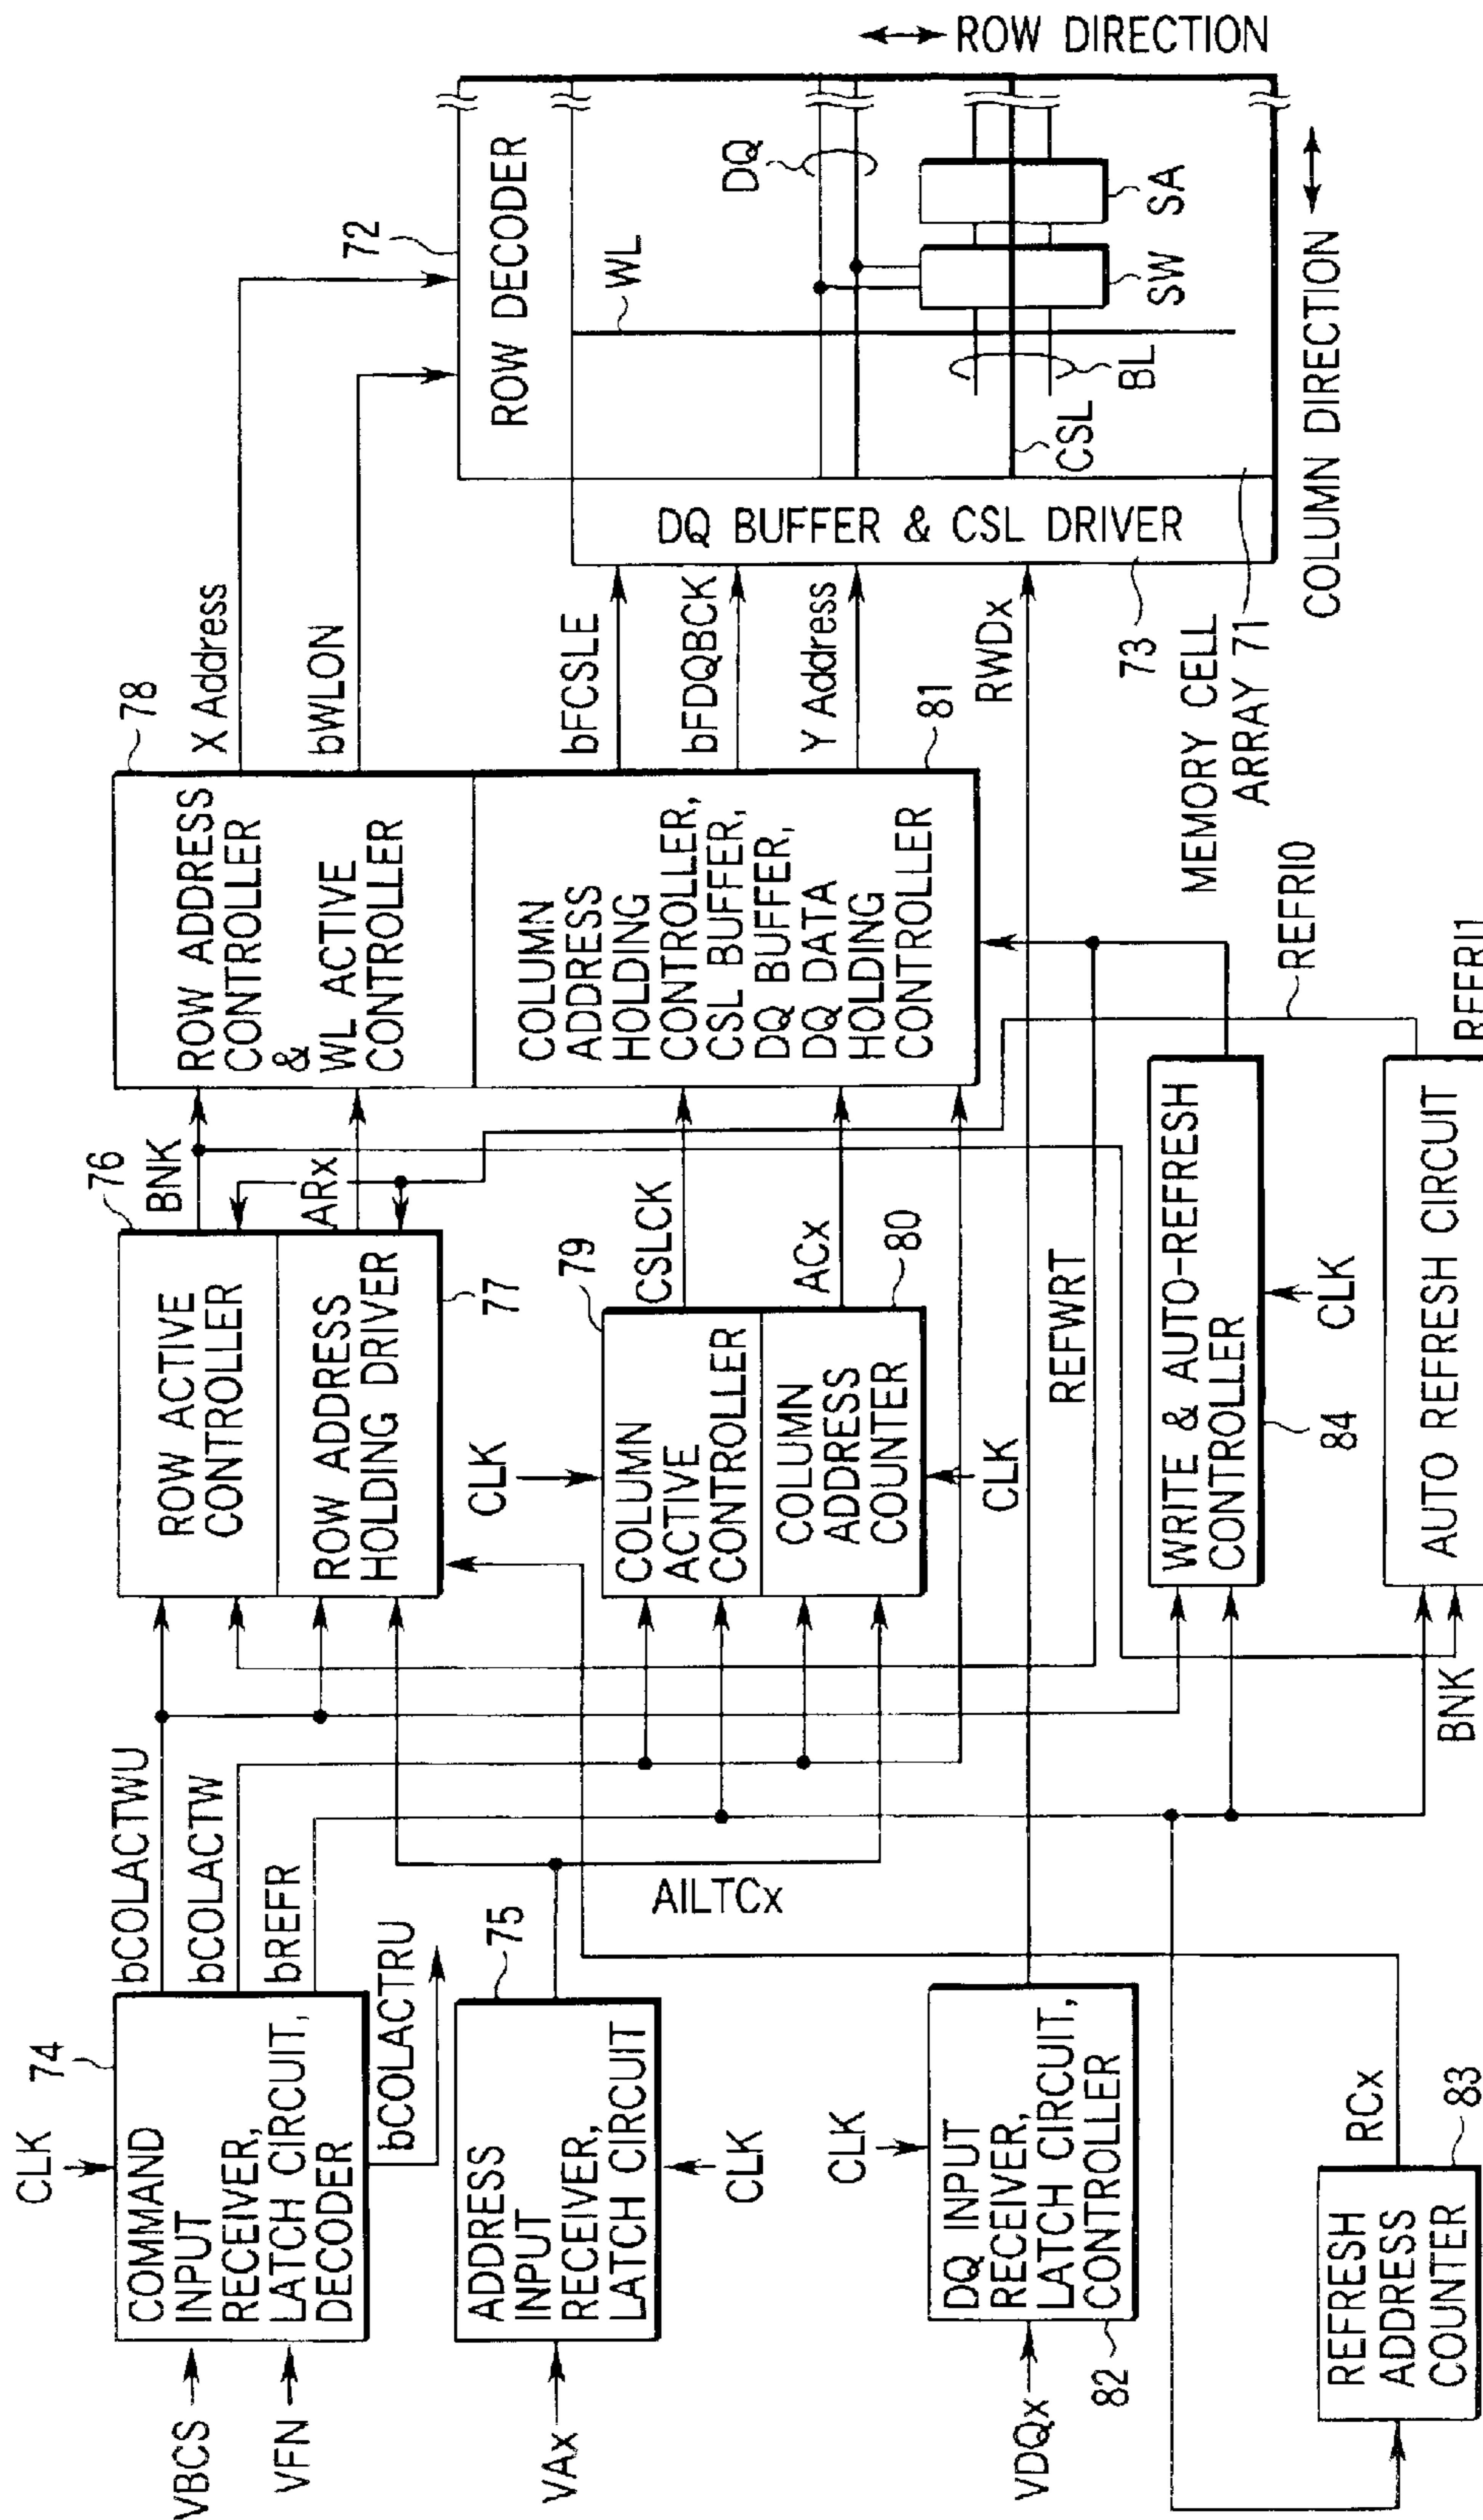 CLK
74
VBCS
VFN
COMMAND
INPUT
RECEIVER,
LATCH CIRCUIT,
DECODER
bCOLACTWU
bCOLACTW
bREFR
bCOLACTRU
VAx
ADDRESS
INPUT
RECEIVER,
LATCH CIRCUIT
75
CLK
AILTCx
VDQx
DQ INPUT
RECEIVER,
LATCH CIRCUIT,
CONTROLLER
82
CLK
REFRESH
ADDRESS
COUNTER
83
RCx
ROW ACTIVE
CONTROLLER
76
BNK
ROW ADDRESS
HOLDING DRIVER
77
ARx
CLK
COLUMN
ACTIVE
CONTROLLER
79
CSLCK
COLUMN
ADDRESS
COUNTER
80
ACx
CLK
REFWRT
WRITE & AUTO-REFRESH
CONTROLLER
84
CLK
BNK
AUTO REFRESH CIRCUIT
REFRI0
REFRI1
ROW ADDRESS
CONTROLLER
&
WL ACTIVE
CONTROLLER
78
X Address
bWLON
COLUMN
ADDRESS
HOLDING
CONTROLLER,
CSL BUFFER,
DQ BUFFER,
DQ DATA
HOLDING
CONTROLLER
81
bFCSLE
bFDQBCK
Y Address
RWDx
73
MEMORY CELL
ARRAY 71
DQ BUFFER & CSL DRIVER
ROW DECODER
72
WL
DQ
CSL
BL
SW
SA
COLUMN DIRECTION
ROW DIRECTION